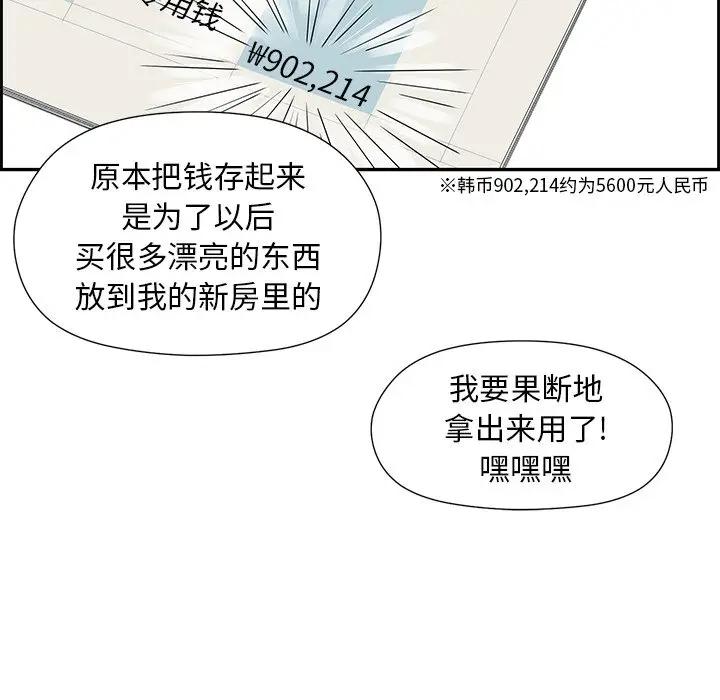 用钱
₩902,214
※韩币902,214约为5600元人民币
原本把钱存起来
是为了以后
买很多漂亮的东西
放到我的新房里的
我要果断地
拿出来用了!
嘿嘿嘿